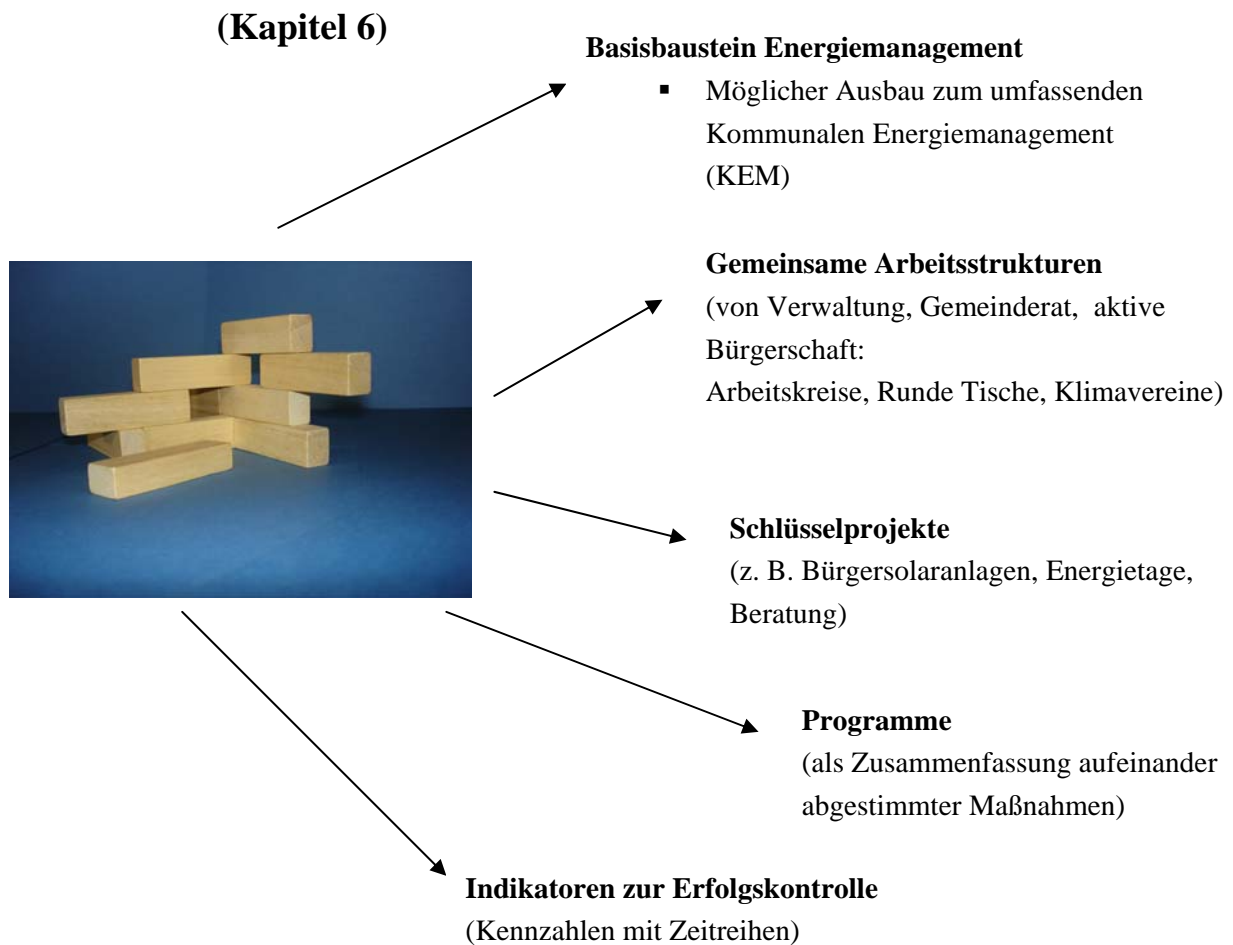 (Kapitel 6)
Basisbaustein Energiemanagement
▪ Möglicher Ausbau zum umfassenden
Kommunalen Energiemanagement
(KEM)
Gemeinsame Arbeitsstrukturen
(von Verwaltung, Gemeinderat, aktive
Bürgerschaft:
Arbeitskreise, Runde Tische, Klimavereine)
Schlüsselprojekte
(z. B. Bürgersolaranlagen, Energietage,
Beratung)
Programme
(als Zusammenfassung aufeinander
abgestimmter Maßnahmen)
Indikatoren zur Erfolgskontrolle
(Kennzahlen mit Zeitreihen)